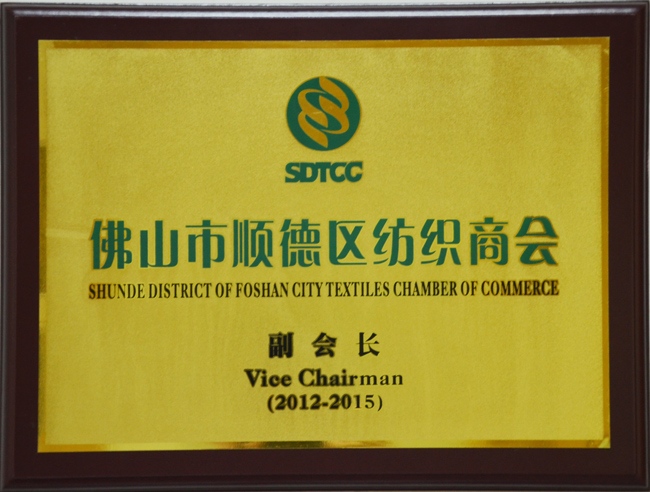 SDTCC
佛山市顺德区纺织商会
SHUNDE DISTRICT OF FOSHAN CITY TEXTILES CHAMBER OF COMMERCE
副会长
Vice Chairman
(2012-2015)